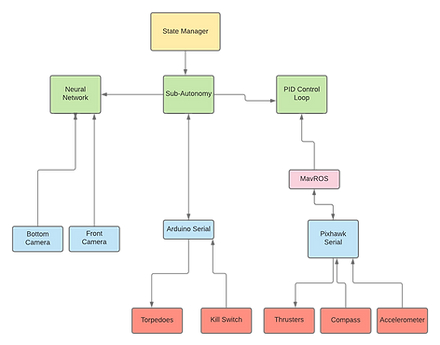 State Manager
Neural
Network
Sub-Autonomy
PID Control
Loop
MavROS
Bottom
Camera
Front
Camera
Arduino Serial
Pixhawk
Serial
Torpedoes
Kill Switch
Thrusters
Compass
Accelerometer